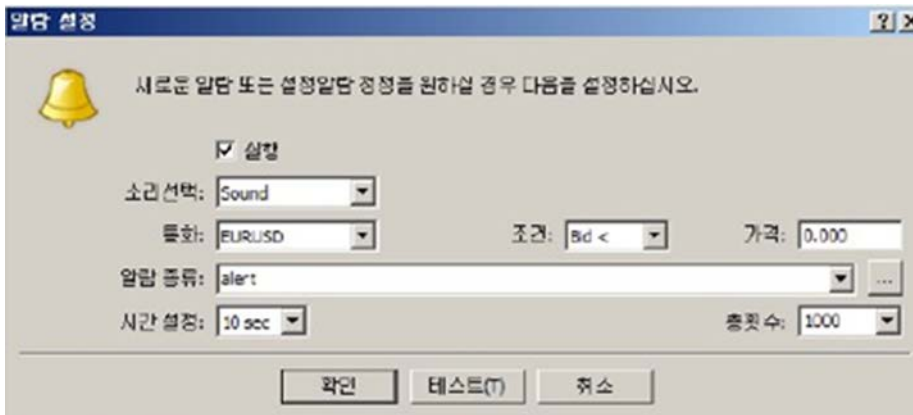 알람 설정
새로운 알람 또는 설정알람 정정를 원하실 경우 다음을 설정하십시오.
실행
소리선택: Sound
통화: EURUSD 조건: Bid < 가격: 0.000
알람 종류: alert ...
시간 설정: 10 sec 총횟수: 1000
확인 테스트(T) 취소